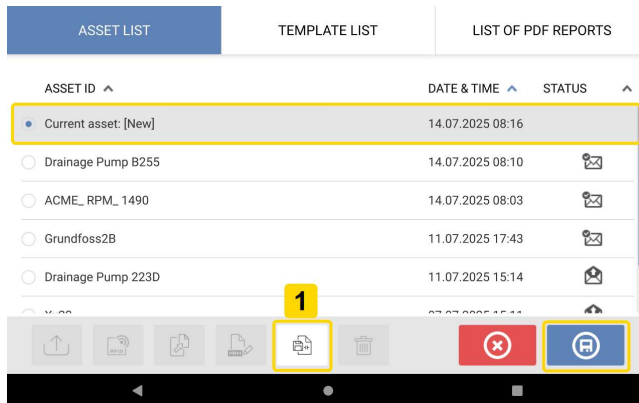 ASSET LIST TEMPLATE LIST LIST OF PDF REPORTS
ASSET ID DATE & TIME STATUS
Current asset: [New] 14.07.2025 08:16
Drainage Pump B255 14.07.2025 08:10
ACME_ RPM_ 1490 14.07.2025 08:03
Grundfoss2B 11.07.2025 17:43
Drainage Pump 223D 11.07.2025 15:14
1
RFID